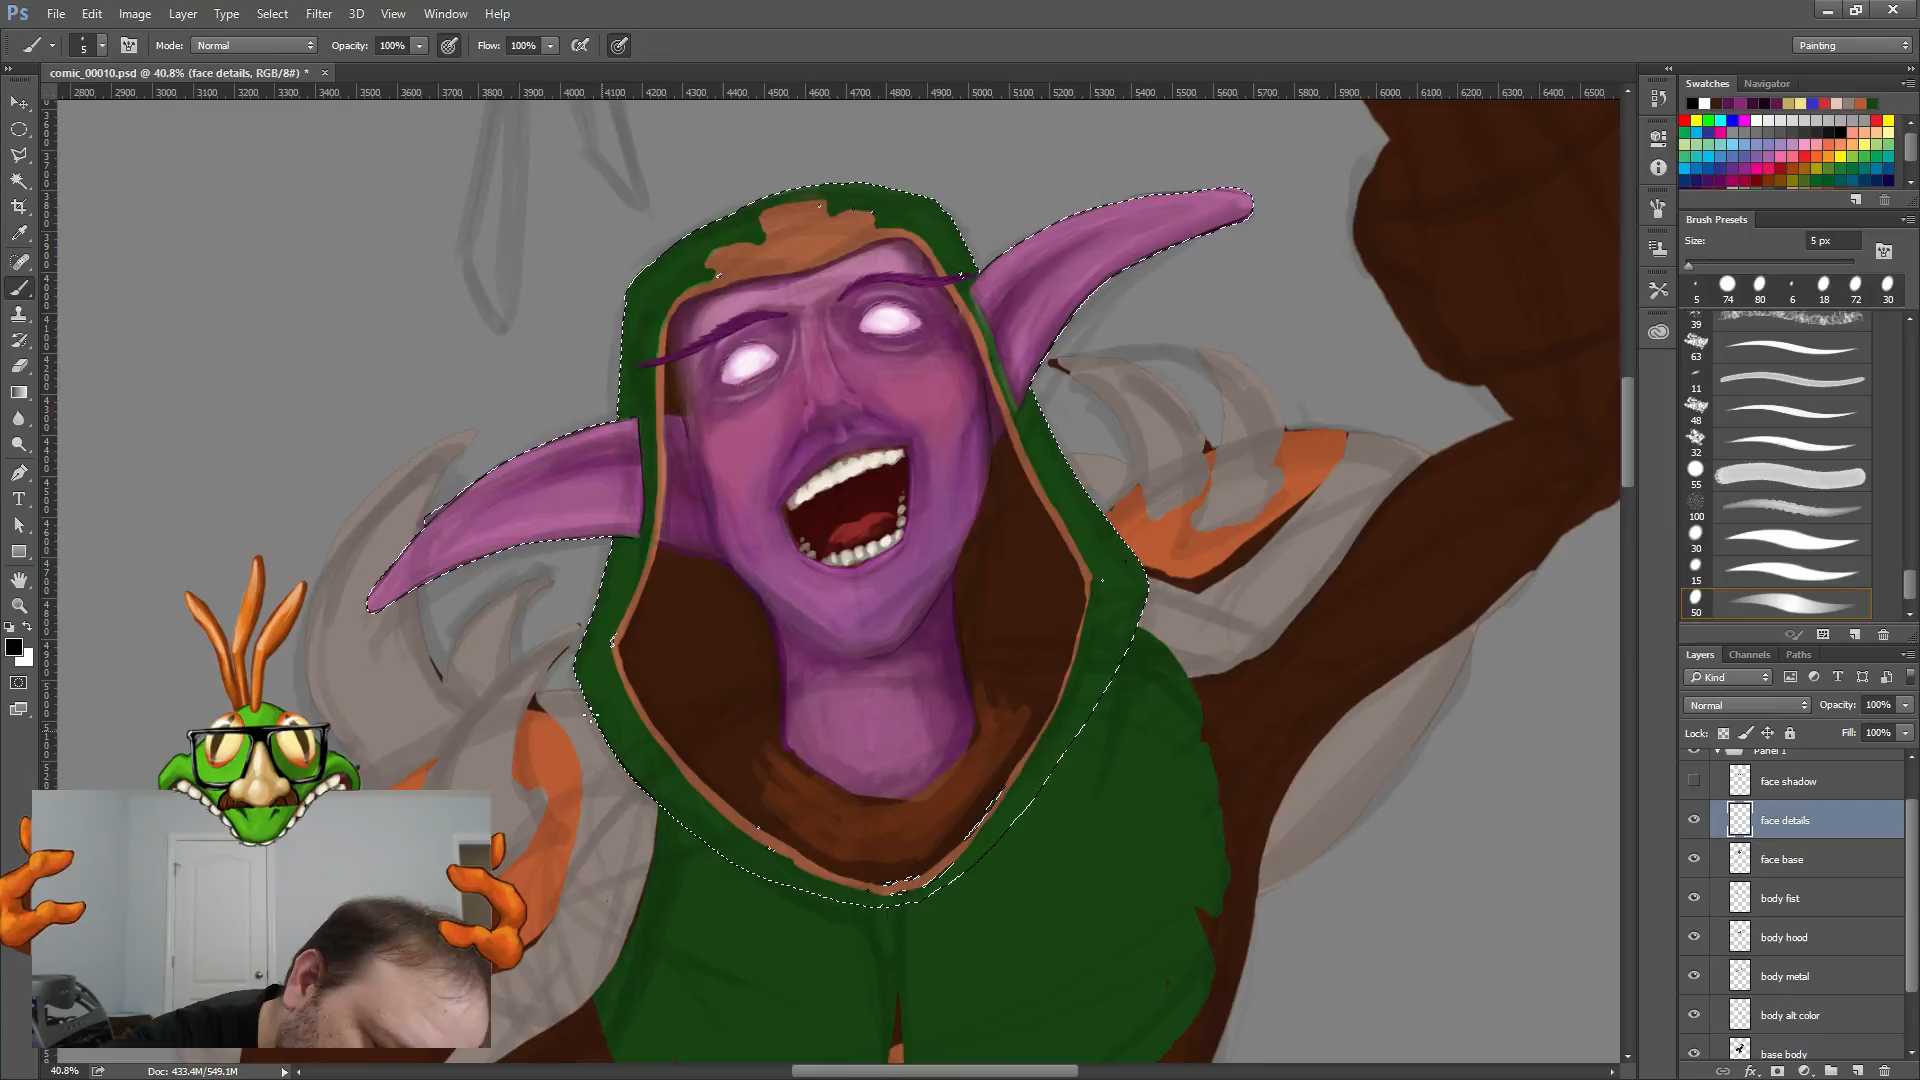 Ps File Edit Image Layer Type Select Filter 3D View Window Help
5 Mode: Normal Opacity: 100% Flow: 100% Painting
comic_00010.psd @ 40.8% (face details, RGB/8#) * ×
2800 2900 3000 3100 3200 3300 3400 3500 3600 3700 3800 3900 4000 4100 4200 4300 4400 4500 4600 4700 4800 4900 5000 5100 5200 5300 5400 5500 5600 5700 5800 5900 6000 6100 6200 6300 6400 6500
Swatches Navigator
Brush Presets
Size: 5 px
5 74 80 6 18 72 30
39
63
11
48
32
55
100
30
15
50
Layers Channels Paths
Kind
Normal Opacity: 100%
Lock: Fill: 100%
Panel 1
face shadow
face details
face base
body fist
body hood
body metal
body alt color
base body
40.8% Doc: 433.4M/549.1M